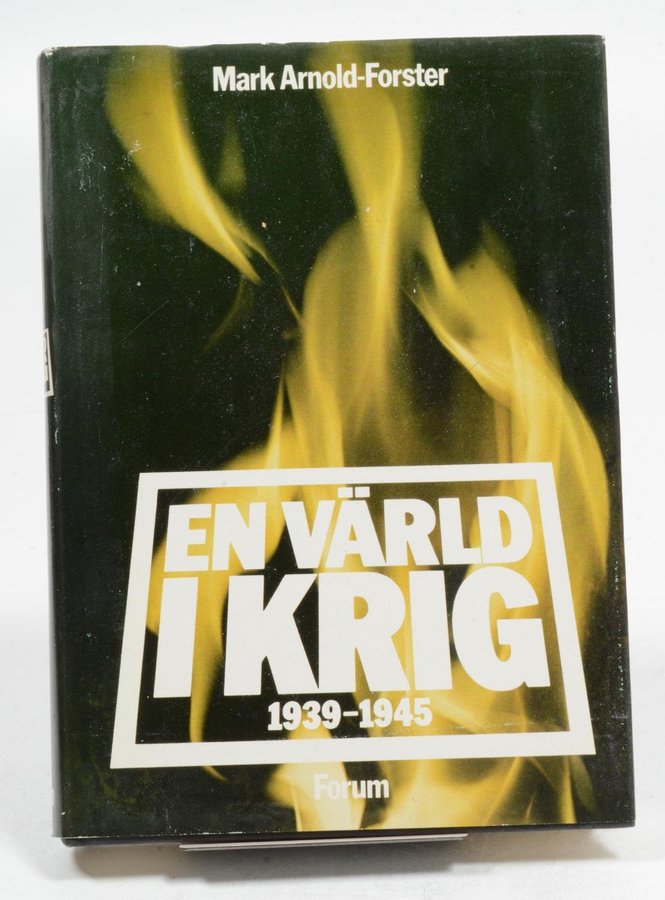 Mark Arnold-Forster
EN VÄRLD
I KRIG
1939–1945
Forum